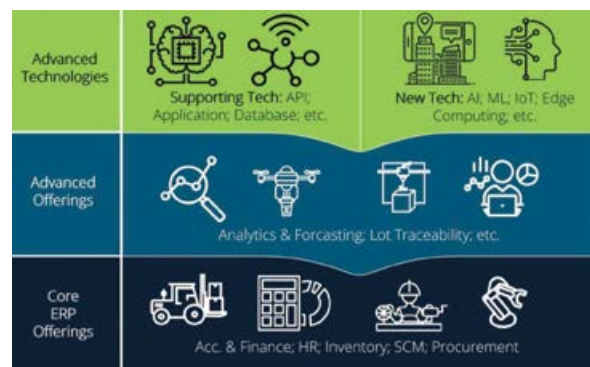 Advanced
Technologies
Supporting Tech: API;
Application; Database; etc.
New Tech: AI; ML; IoT; Edge
Computing; etc.
Advanced
Offerings
Analytics & Forcasting; Lot Traceability; etc.
Core
ERP
Offerings
Acc. & Finance; HR; Inventory; SCM; Procurement